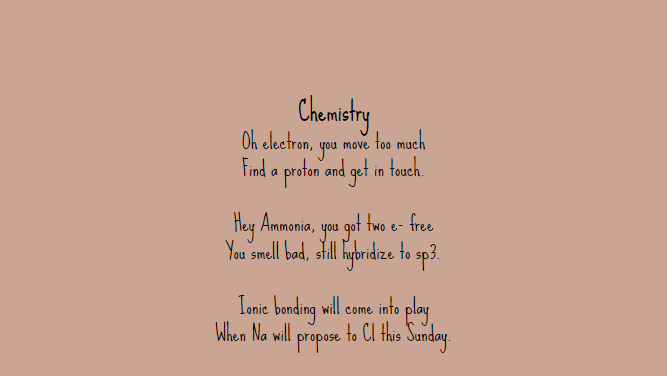 Chemistry
Oh electron, you move too much
Find a proton and get in touch.
Hey Ammonia, you got two e- free
You smell bad, still hybridize to sp3.
Ionic bonding will come into play
When Na will propose to Cl this Sunday.